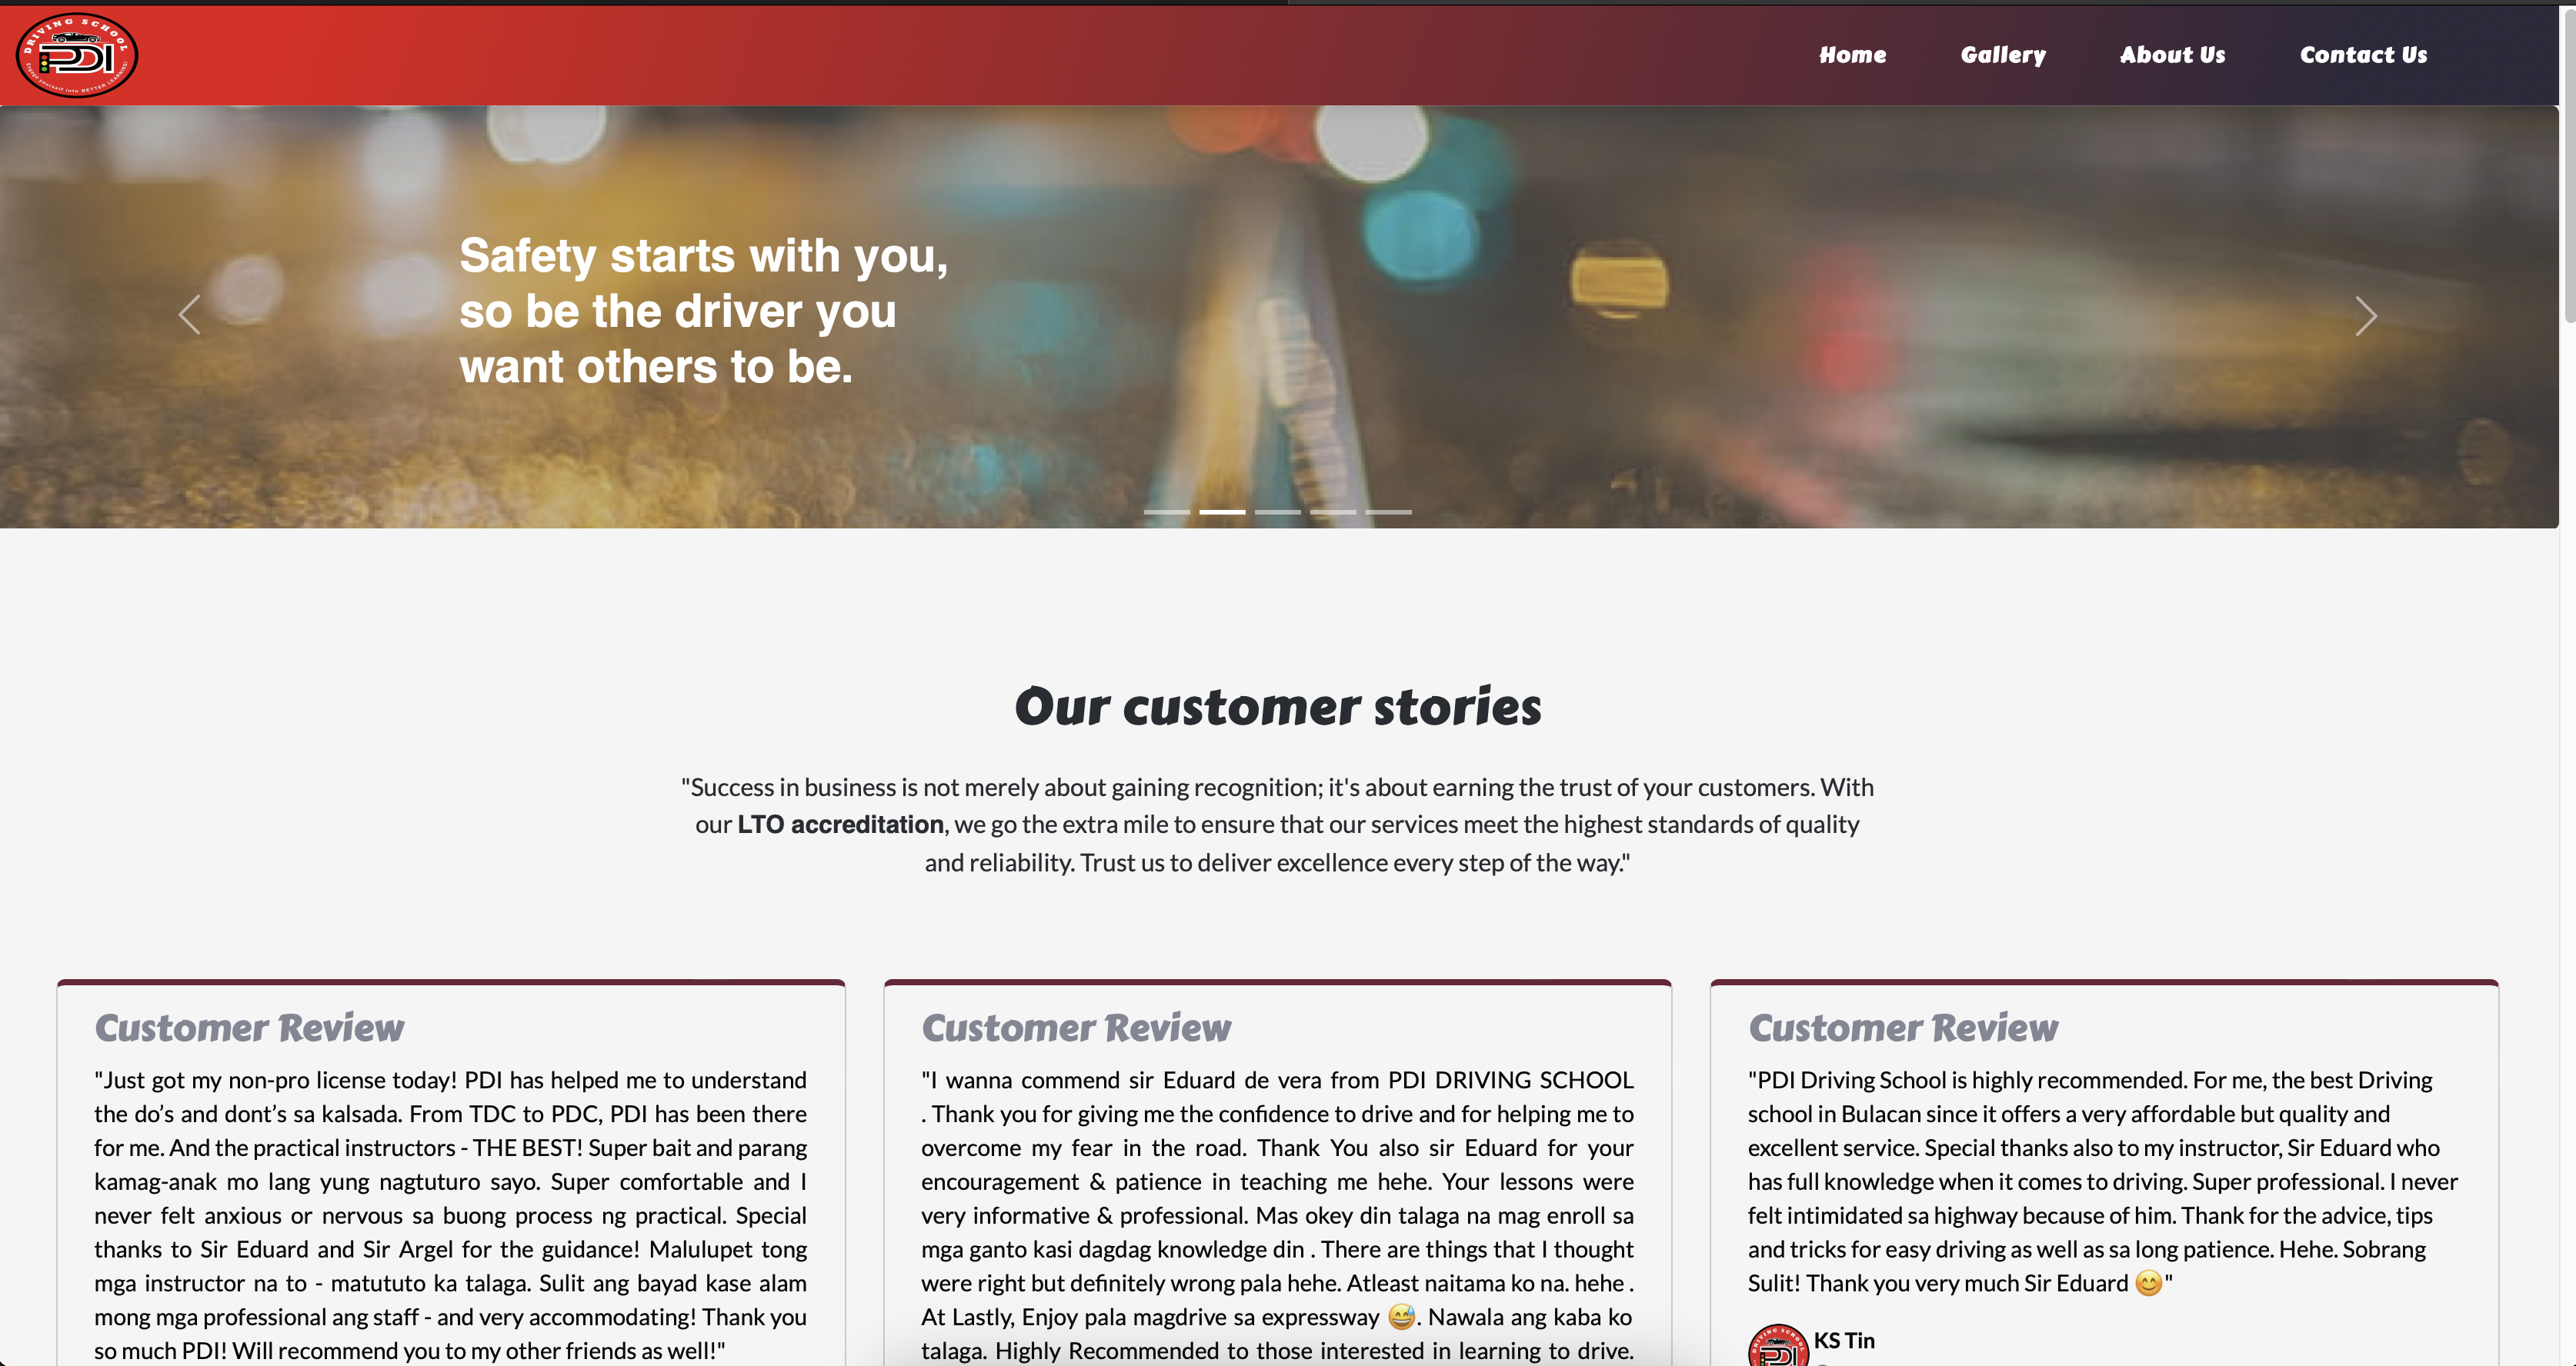 DRIVING SCHOOL
PDI
Engage yourself into BETTER LEARNING!
Home
Gallery
About Us
Contact Us
Safety starts with you,
so be the driver you
want others to be.
Our customer stories
"Success in business is not merely about gaining recognition; it's about earning the trust of your customers. With
our LTO accreditation, we go the extra mile to ensure that our services meet the highest standards of quality
and reliability. Trust us to deliver excellence every step of the way."
Customer Review
"Just got my non-pro license today! PDI has helped me to understand
the do’s and dont’s sa kalsada. From TDC to PDC, PDI has been there
for me. And the practical instructors - THE BEST! Super bait and parang
kamag-anak mo lang yung nagtuturo sayo. Super comfortable and I
never felt anxious or nervous sa buong process ng practical. Special
thanks to Sir Eduard and Sir Argel for the guidance! Malulupet tong
mga instructor na to - matututo ka talaga. Sulit ang bayad kase alam
mong mga professional ang staff - and very accommodating! Thank you
so much PDI! Will recommend you to my other friends as well!"
Customer Review
"I wanna commend sir Eduard de vera from PDI DRIVING SCHOOL
. Thank you for giving me the confidence to drive and for helping me to
overcome my fear in the road. Thank You also sir Eduard for your
encouragement & patience in teaching me hehe. Your lessons were
very informative & professional. Mas okey din talaga na mag enroll sa
mga ganto kasi dagdag knowledge din . There are things that I thought
were right but definitely wrong pala hehe. Atleast naitama ko na. hehe .
At Lastly, Enjoy pala magdrive sa expressway 😅. Nawala ang kaba ko
talaga. Highly Recommended to those interested in learning to drive.
Customer Review
"PDI Driving School is highly recommended. For me, the best Driving
school in Bulacan since it offers a very affordable but quality and
excellent service. Special thanks also to my instructor, Sir Eduard who
has full knowledge when it comes to driving. Super professional. I never
felt intimidated sa highway because of him. Thank for the advice, tips
and tricks for easy driving as well as sa long patience. Hehe. Sobrang
Sulit! Thank you very much Sir Eduard 😊"
DRIVING SCHOOL
PDI
KS Tin